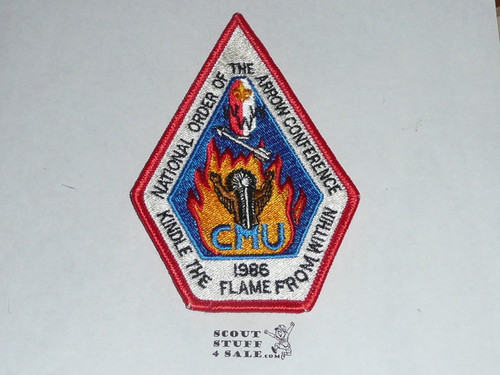 NATIONAL ORDER OF THE ARROW CONFERENCE
WWW
CMU
1986
KINDLE THE FLAME FROM WITHIN
SCOUT
STUFF
4 SALE.COM